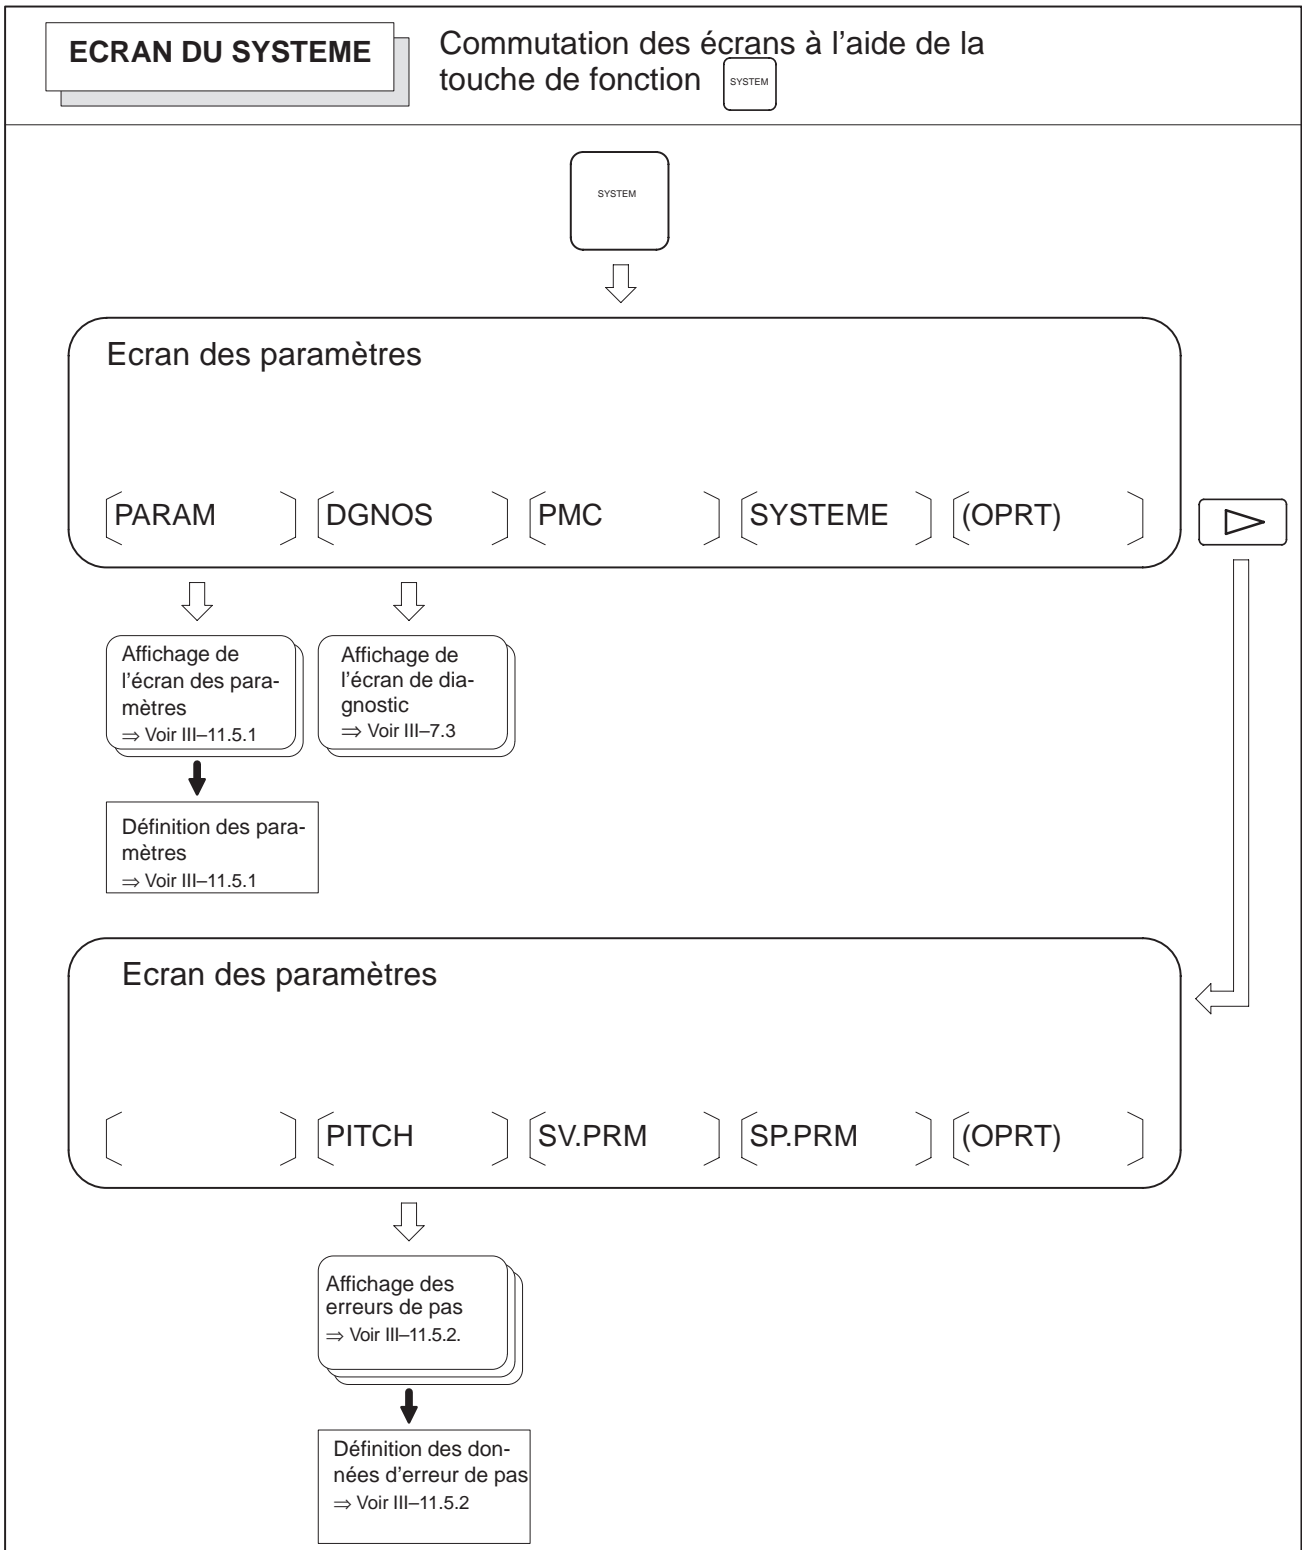 ECRAN DU SYSTEME
Commutation des écrans à l'aide de la
touche de fonction
SYSTEM
SYSTEM
Ecran des paramètres
PARAM
DGNOS
PMC
SYSTEME
(OPRT)
Affichage de
l'écran des para-
mètres
⇒ Voir III–11.5.1
Affichage de
l'écran de dia-
gnostic
⇒ Voir III–7.3
Définition des para-
mètres
⇒ Voir III–11.5.1
Ecran des paramètres
PITCH
SV.PRM
SP.PRM
(OPRT)
Affichage des
erreurs de pas
⇒ Voir III–11.5.2.
Définition des don-
nées d'erreur de pas
⇒ Voir III–11.5.2